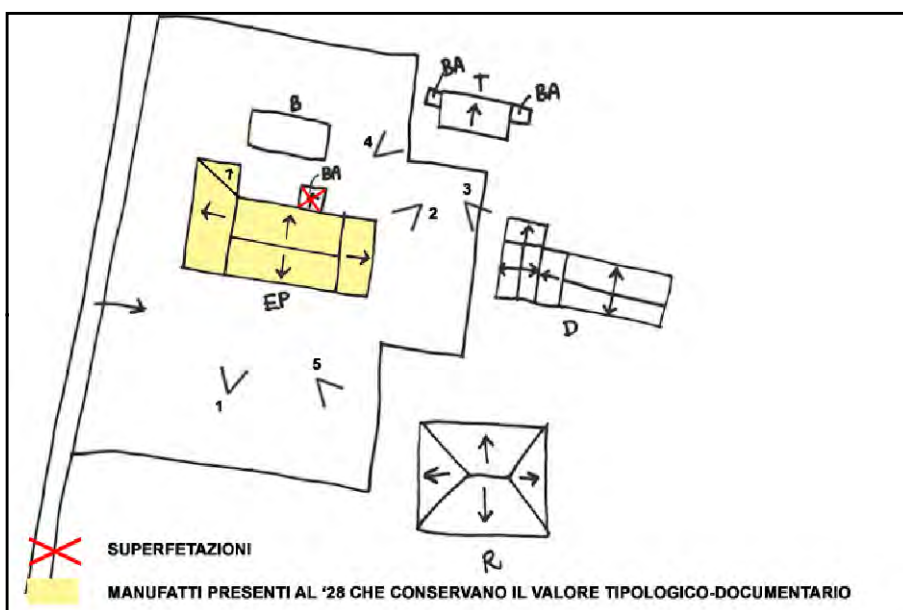 BA
T
BA
B
4
BA
3
2
EP
D
5
1
R
SUPERFETAZIONI
MANUFATTI PRESENTI AL '28 CHE CONSERVANO IL VALORE TIPOLOGICO-DOCUMENTARIO